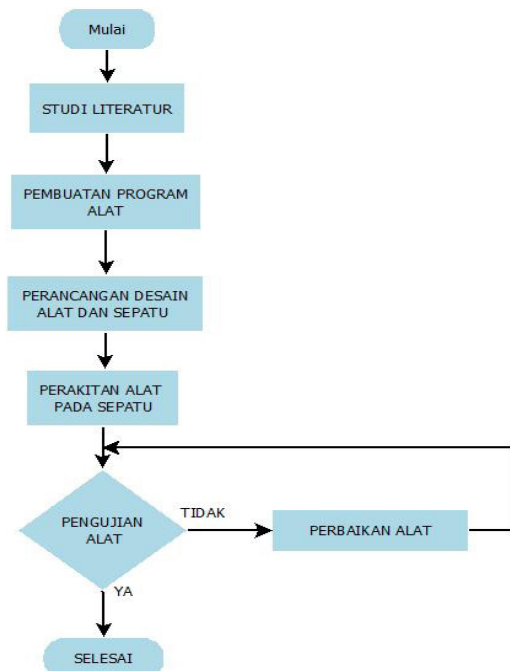 Mulai
STUDI LITERATUR
PEMBUATAN PROGRAM
ALAT
PERANCANGAN DESAIN
ALAT DAN SEPATU
PERAKITAN ALAT
PADA SEPATU
PENGUJIAN
ALAT
TIDAK
PERBAIKAN ALAT
YA
SELESAI